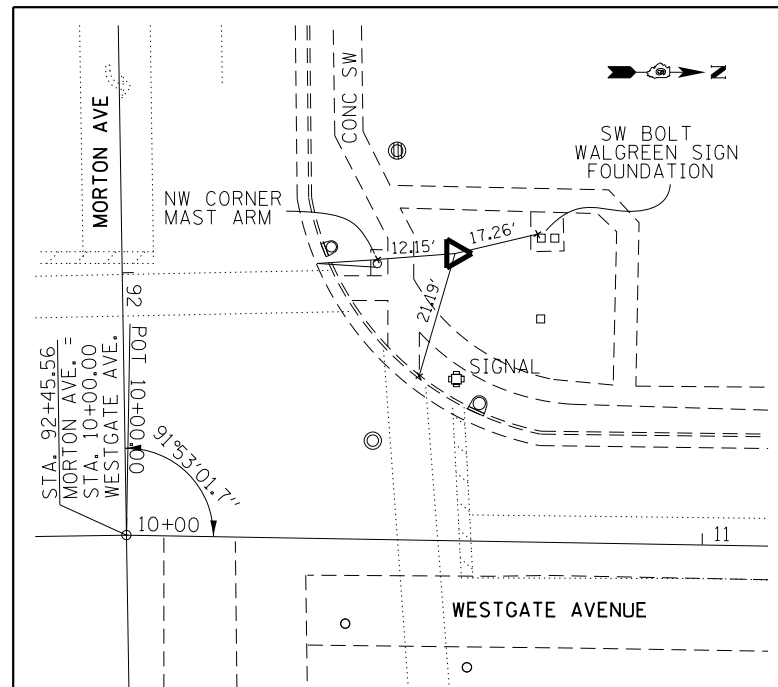 MORTON AVE
CONC SW
N
SW BOLT
WALGREEN SIGN
FOUNDATION
NW CORNER
MAST ARM
12.15'
17.26'
21.19'
92
SIGNAL
STA. 92+45.56
MORTON AVE. =
STA. 10+00.00
WESTGATE AVE.
POT 10+00.00
91°53'01.7"
10+00
11
WESTGATE AVENUE